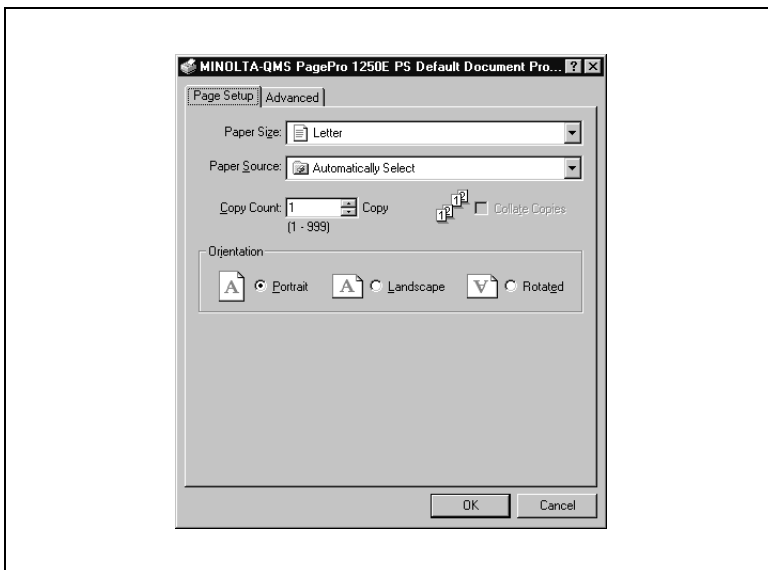 MINOLTA-QMS PagePro 1250E PS Default Document Pro...
Page Setup Advanced
Paper Size: Letter
Paper Source: Automatically Select
Copy Count: 1 Copy Collate Copies
(1 - 999)
Orientation
A Portrait A Landscape A Rotated
OK Cancel